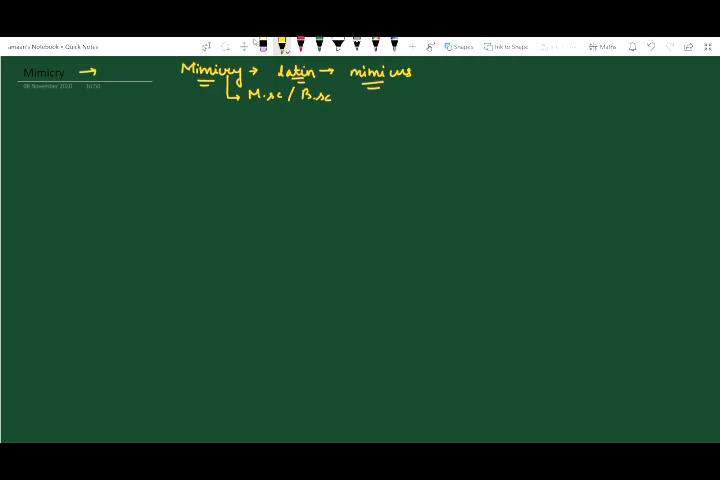 amaan's Notebook • Quick Notes
Shapes Ink to Shape Maths
Mimicry → Mimicry → latin → mimicus
08 November 2020 16:50
→ M.sc / B.sc